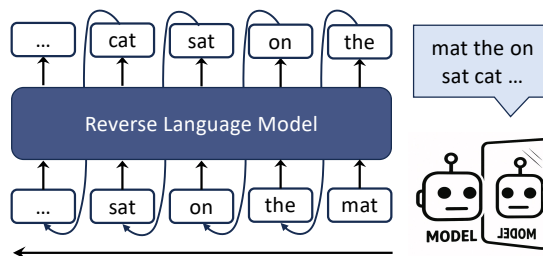 ... cat sat on the
mat the on
sat cat ...
Reverse Language Model
... sat on the mat
MODEL
MODEL